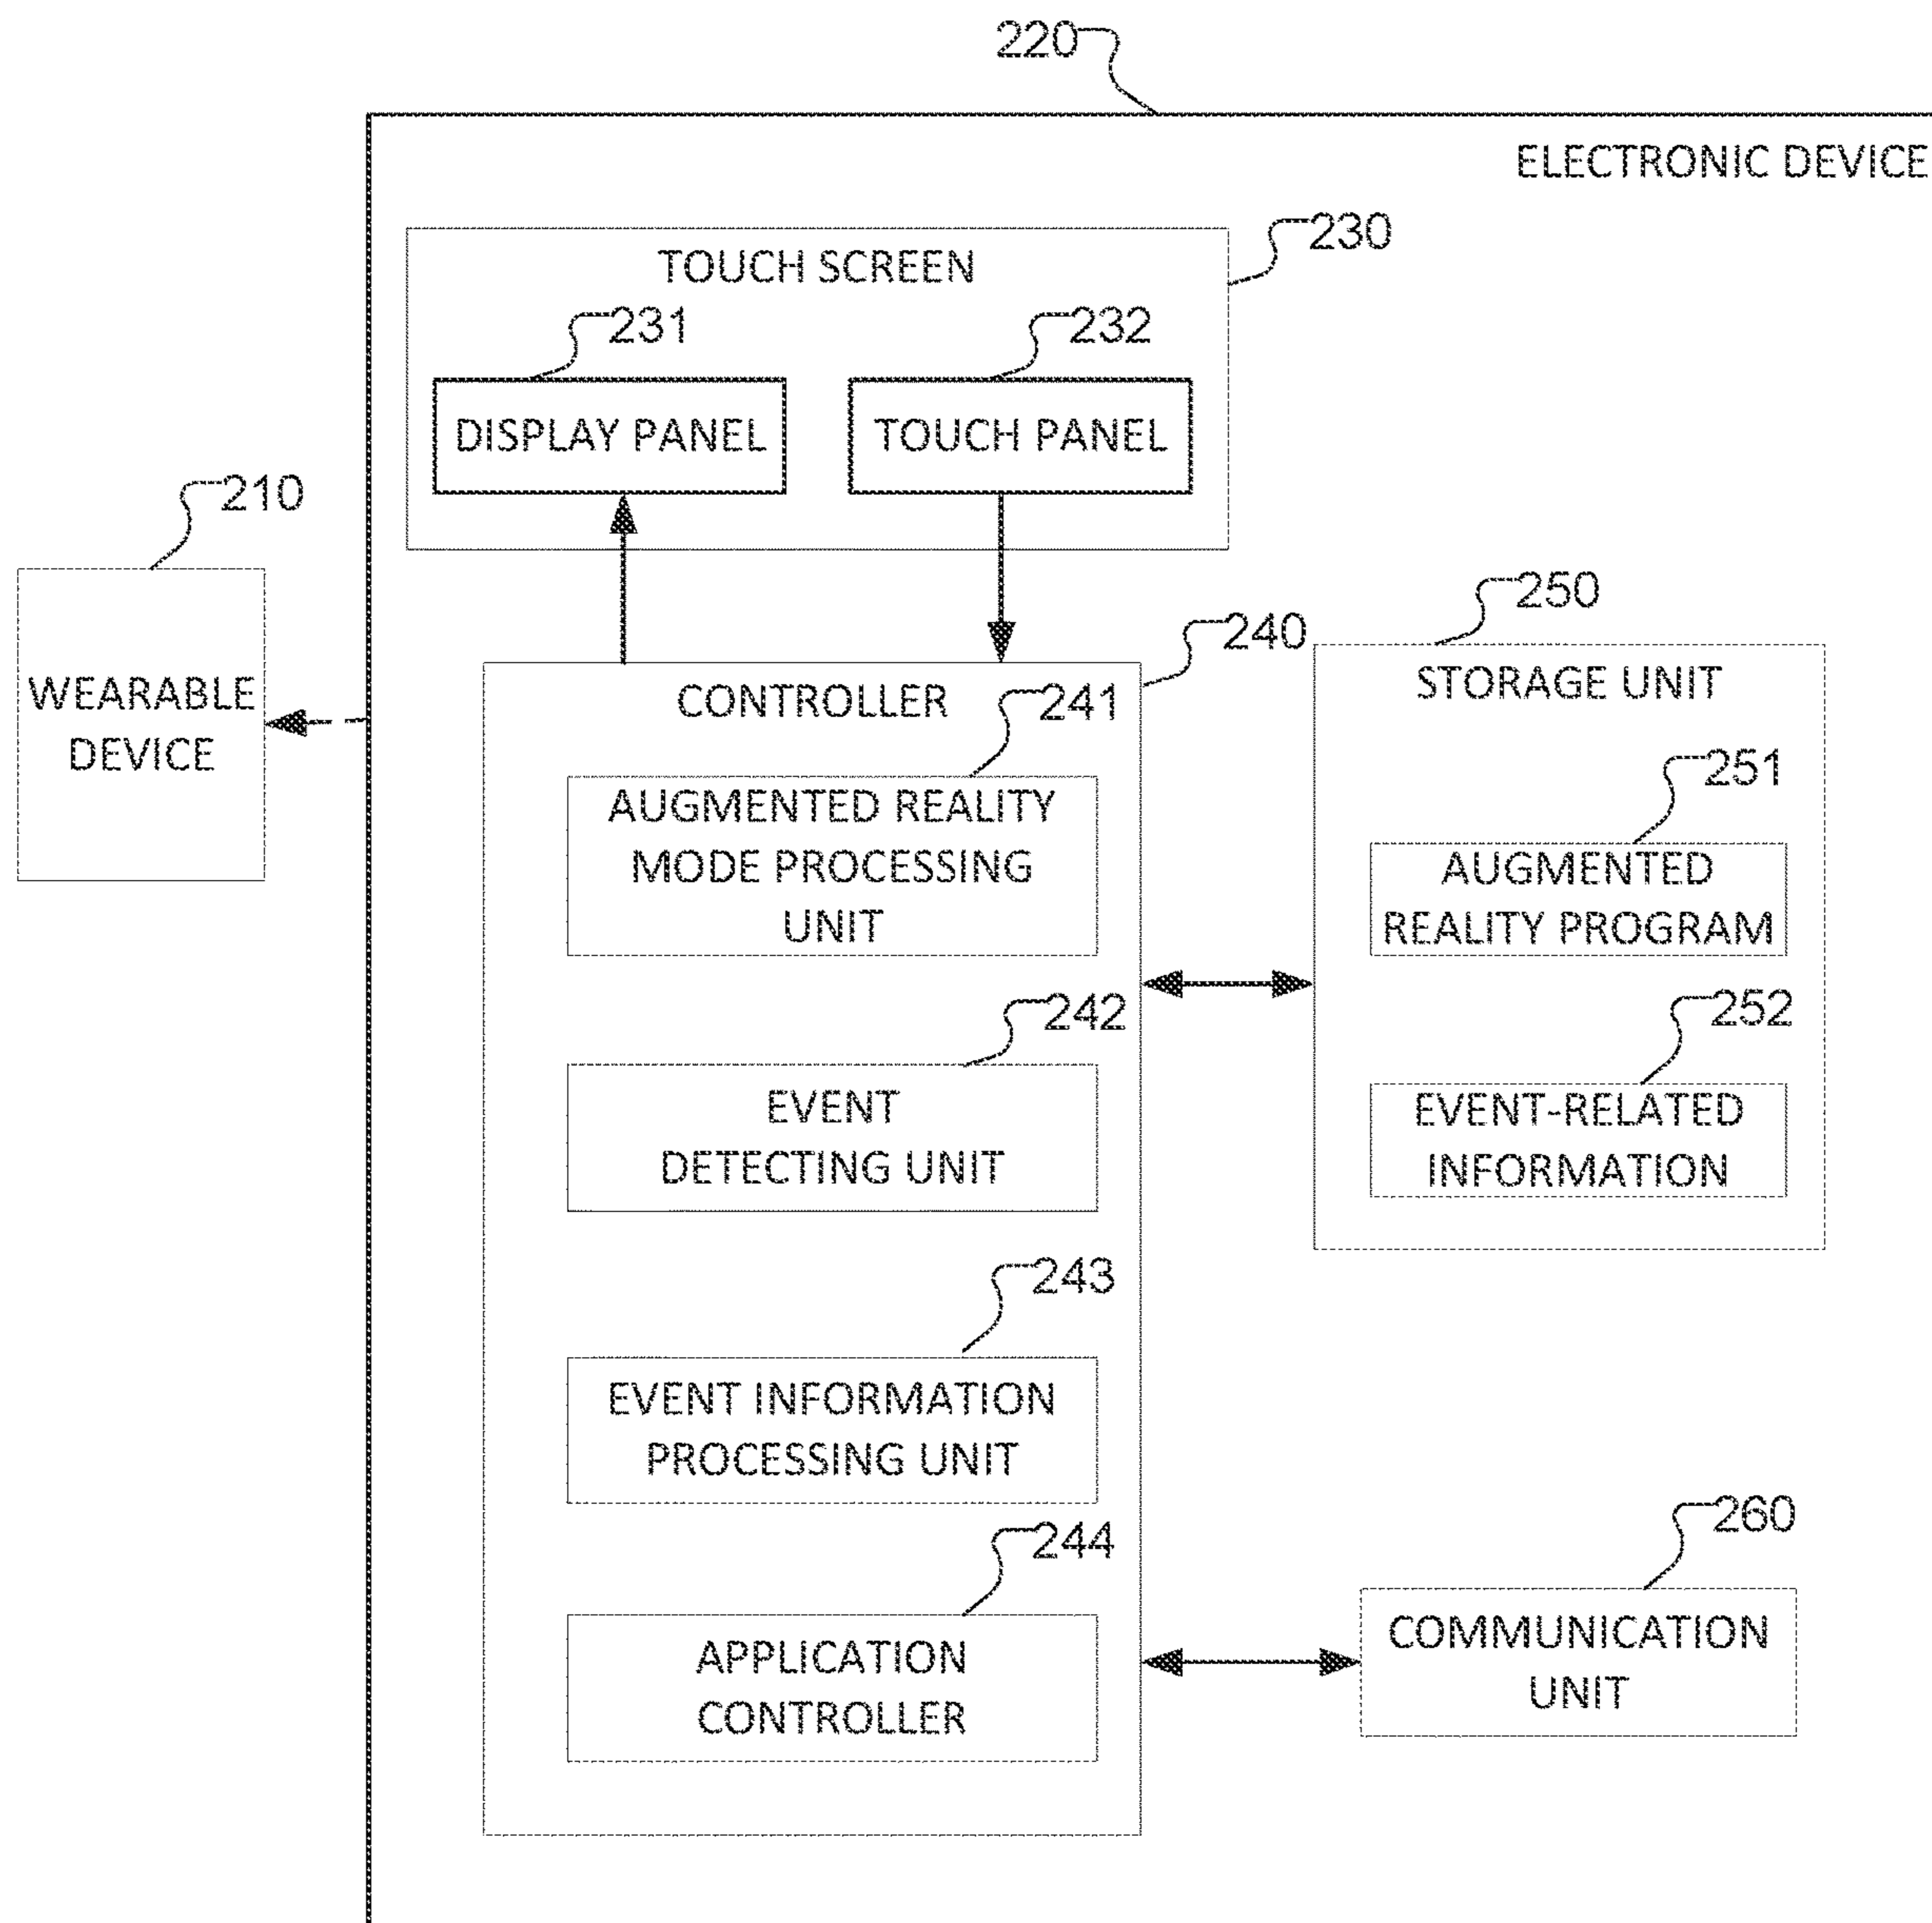 220
ELECTRONIC DEVICE
230
TOUCH SCREEN
231
232
DISPLAY PANEL
TOUCH PANEL
210
WEARABLE
DEVICE
240
CONTROLLER
241
AUGMENTED REALITY
MODE PROCESSING
UNIT
242
EVENT
DETECTING UNIT
243
EVENT INFORMATION
PROCESSING UNIT
244
APPLICATION
CONTROLLER
250
STORAGE UNIT
251
AUGMENTED
REALITY PROGRAM
252
EVENT-RELATED
INFORMATION
260
COMMUNICATION
UNIT